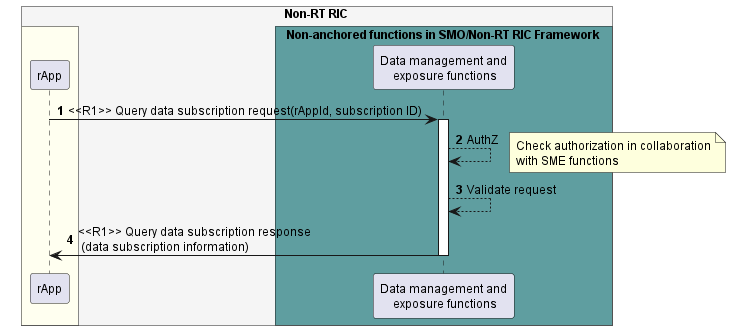 Non-RT RIC
Non-anchored functions in SMO/Non-RT RIC Framework
rApp
Data management and
exposure functions
1 <<R1>> Query data subscription request(rAppId, subscription ID)
2 AuthZ
Check authorization in collaboration
with SME functions
3 Validate request
4 <<R1>> Query data subscription response
(data subscription information)
rApp
Data management and
exposure functions